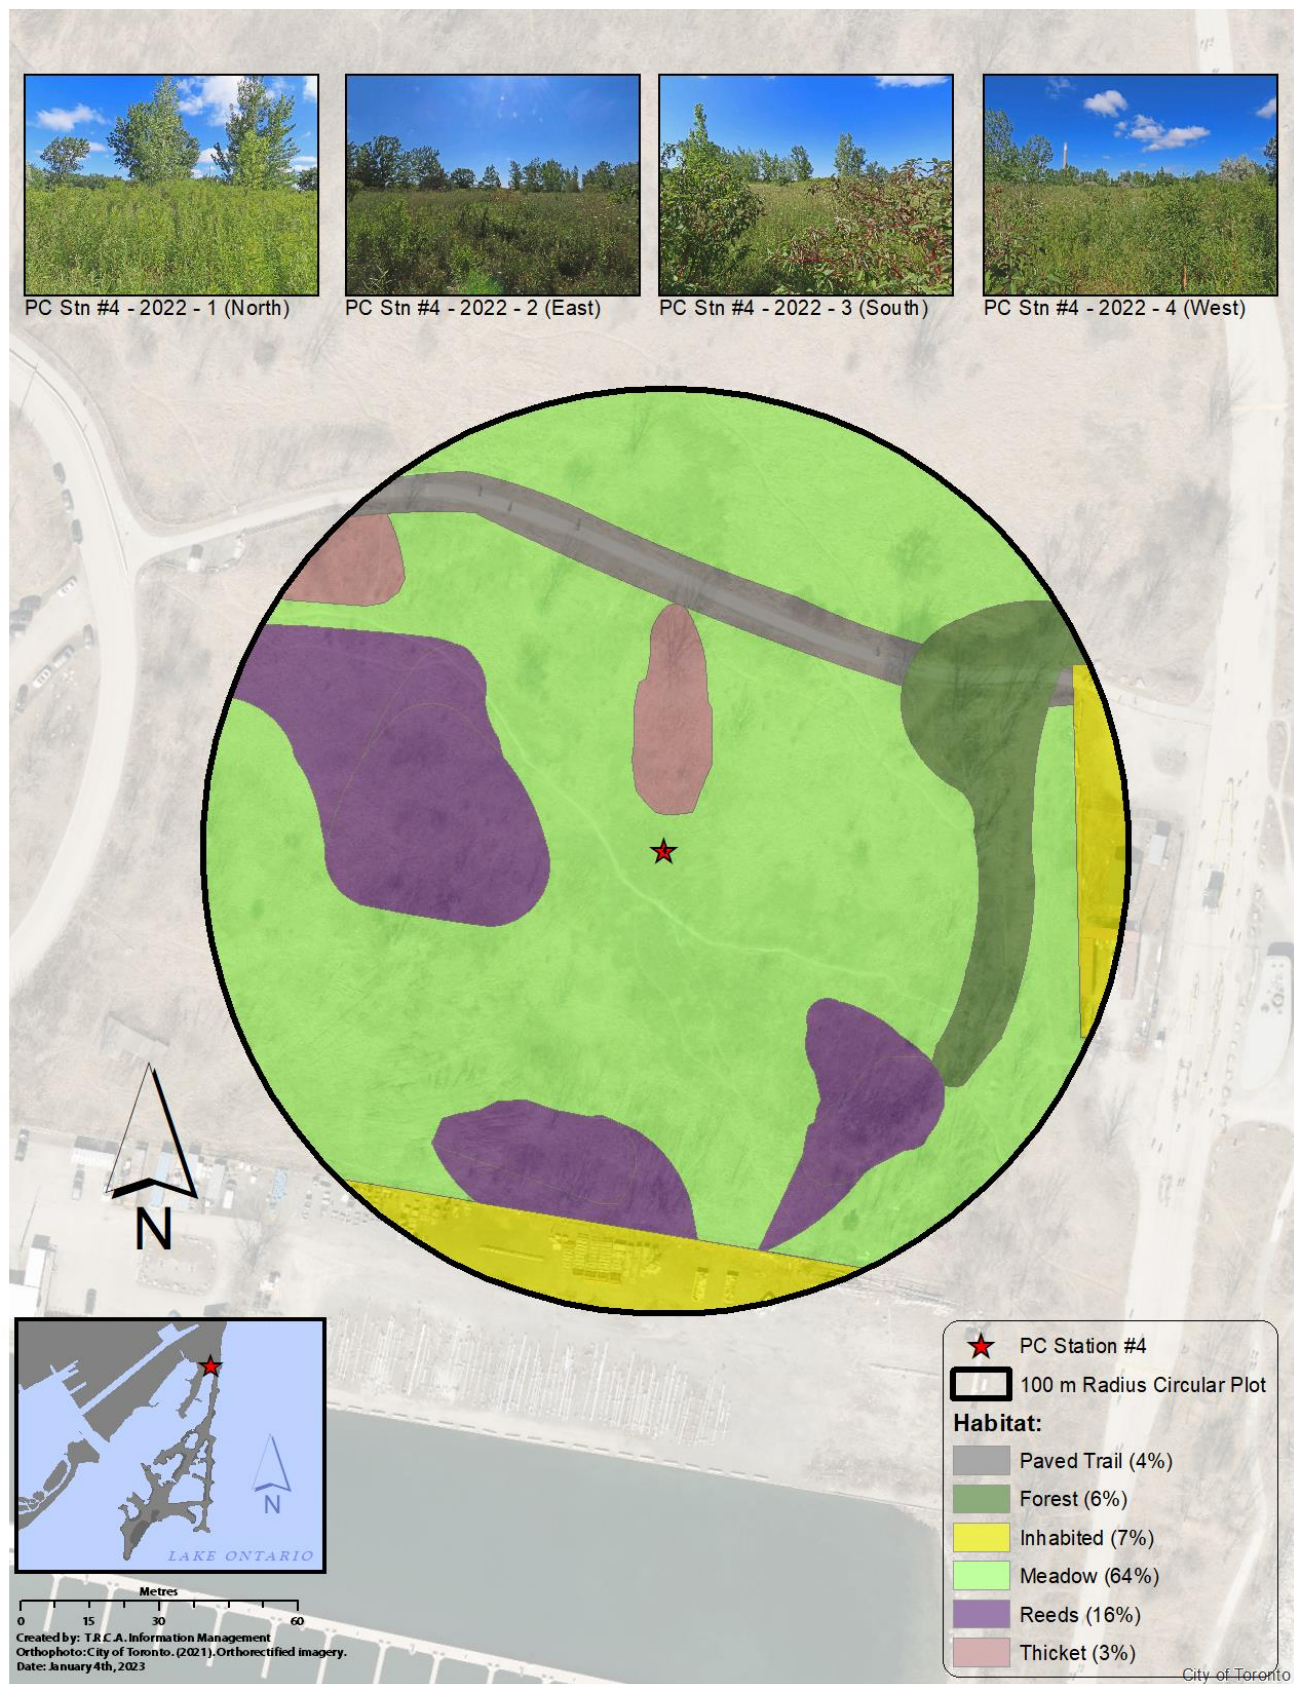 PC Stn #4 - 2022 - 1 (North)
PC Stn #4 - 2022 - 2 (East)
PC Stn #4 - 2022 - 3 (South)
PC Stn #4 - 2022 - 4 (West)
N
N
LAKE ONTARIO
PC Station #4
100 m Radius Circular Plot
Habitat:
Paved Trail (4%)
Forest (6%)
Inhabited (7%)
Meadow (64%)
Reeds (16%)
Thicket (3%)
Metres
0 15 30 60
Created by: T.R.C.A. Information Management
Orthophoto: City of Toronto. (2021). Orthorectified imagery.
Date: January 4th, 2023
City of Toronto